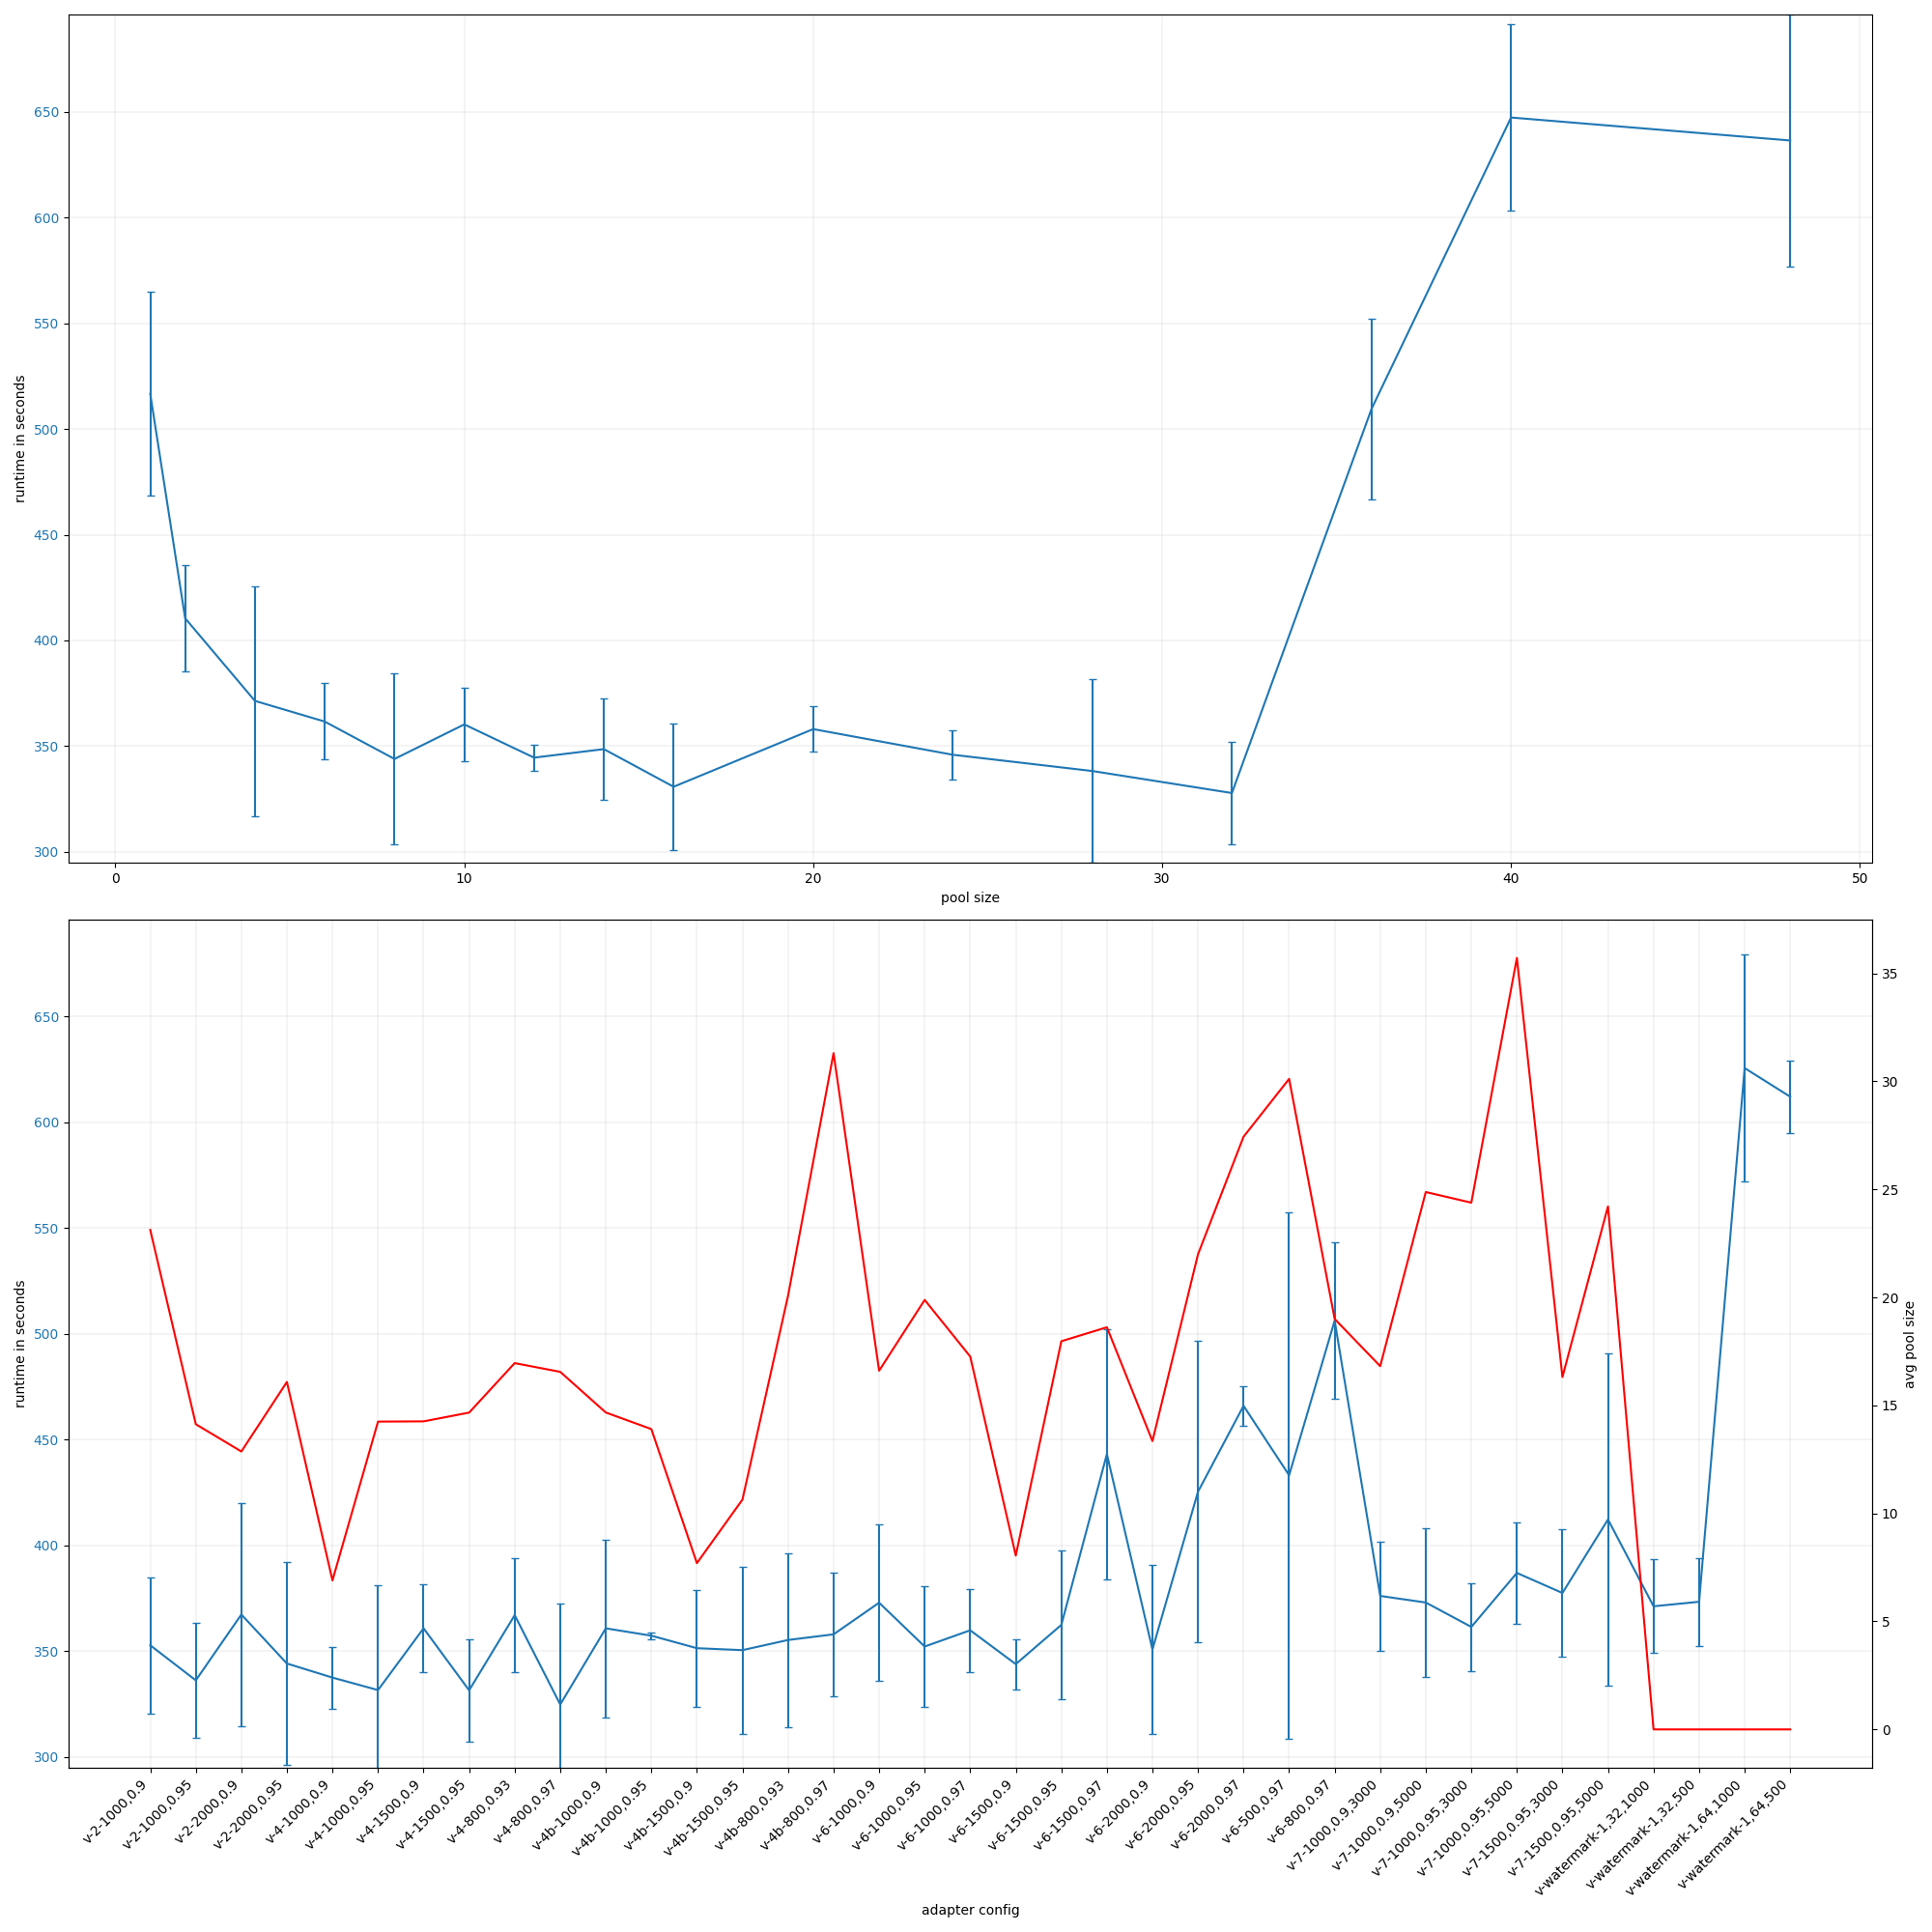 650
600
550
500
450
400
350
300
runtime in seconds
0 10 20 30 40 50
pool size
650
600
550
500
450
400
350
300
runtime in seconds
35
30
25
20
15
10
5
0
avg pool size
v-2-1000,0.9
v-2-1000,0.95
v-2-2000,0.9
v-2-2000,0.95
v-4-1000,0.9
v-4-1000,0.95
v-4-1500,0.9
v-4-1500,0.95
v-4-800,0.93
v-4-800,0.97
v-4b-1000,0.9
v-4b-1000,0.95
v-4b-1500,0.9
v-4b-1500,0.95
v-4b-800,0.93
v-4b-800,0.97
v-6-1000,0.9
v-6-1000,0.95
v-6-1000,0.97
v-6-1500,0.9
v-6-1500,0.95
v-6-1500,0.97
v-6-2000,0.9
v-6-2000,0.95
v-6-2000,0.97
v-6-500,0.97
v-6-800,0.97
v-7-1000,0.9,3000
v-7-1000,0.9,5000
v-7-1000,0.95,3000
v-7-1000,0.95,5000
v-7-1500,0.95,3000
v-7-1500,0.95,5000
v-watermark-1,32,1000
v-watermark-1,32,500
v-watermark-1,64,1000
v-watermark-1,64,500
adapter config